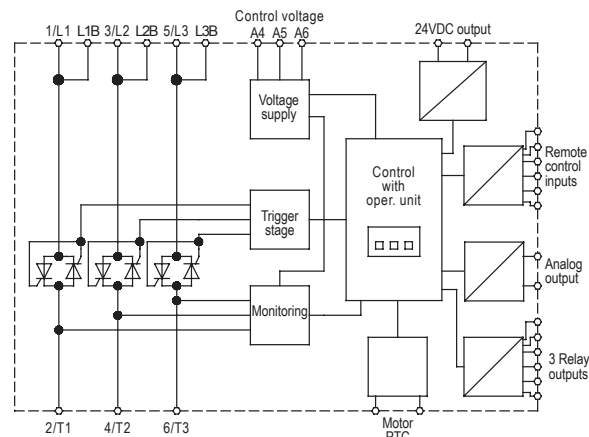 Control voltage
1/L1 L1B 3/L2 L2B 5/L3 L3B A4 A5 A6 24VDC output
Voltage
supply
Control
with
oper. unit
Remote
control
inputs
Trigger
stage
Analog
output
Monitoring
3 Relay
outputs
2/T1 4/T2 6/T3 Motor
PTC